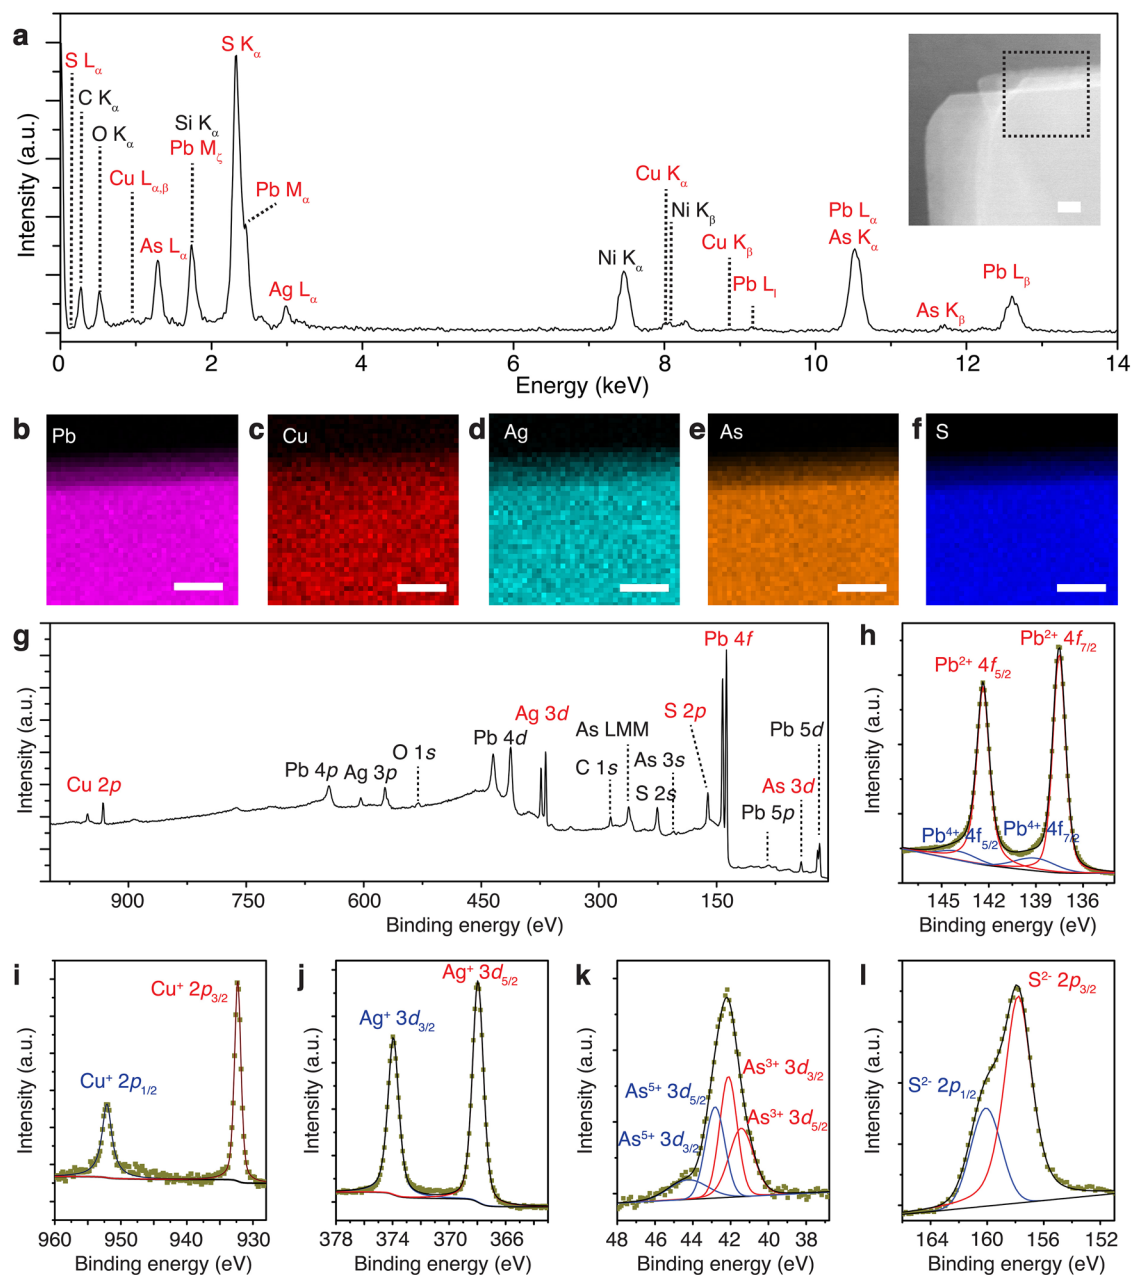 a
S Kα
S Lα
C Kα
O Kα
Si Kα
Pb Mζ
Cu Lα,β
Pb Mα
As Lα
Ag Lα
Cu Kα
Ni Kβ
Cu Kβ
Ni Kα
Pb Ll
Pb Lα
As Kα
As Kβ
Pb Lβ
Intensity (a.u.)
0 2 4 6 8 10 12 14
Energy (keV)
b Pb
c Cu
d Ag
e As
f S
g
Pb 4f
Ag 3d
S 2p
As LMM
Pb 5d
Pb 4d
O 1s
C 1s
As 3s
Pb 4p
Ag 3p
Cu 2p
As 3d
S 2s
Pb 5p
Intensity (a.u.)
900 750 600 450 300 150
Binding energy (eV)
h
Pb2+ 4f7/2
Pb2+ 4f5/2
Pb4+ 4f5/2
Pb4+ 4f7/2
Intensity (a.u.)
145 142 139 136
Binding energy (eV)
i
Cu+ 2p3/2
Cu+ 2p1/2
Intensity (a.u.)
960 950 940 930
Binding energy (eV)
j
Ag+ 3d5/2
Ag+ 3d3/2
Intensity (a.u.)
378 374 370 366
Binding energy (eV)
k
As3+ 3d3/2
As5+ 3d5/2
As3+ 3d5/2
As5+ 3d3/2
Intensity (a.u.)
48 46 44 42 40 38
Binding energy (eV)
l
S2- 2p3/2
S2- 2p1/2
Intensity (a.u.)
164 160 156 152
Binding energy (eV)